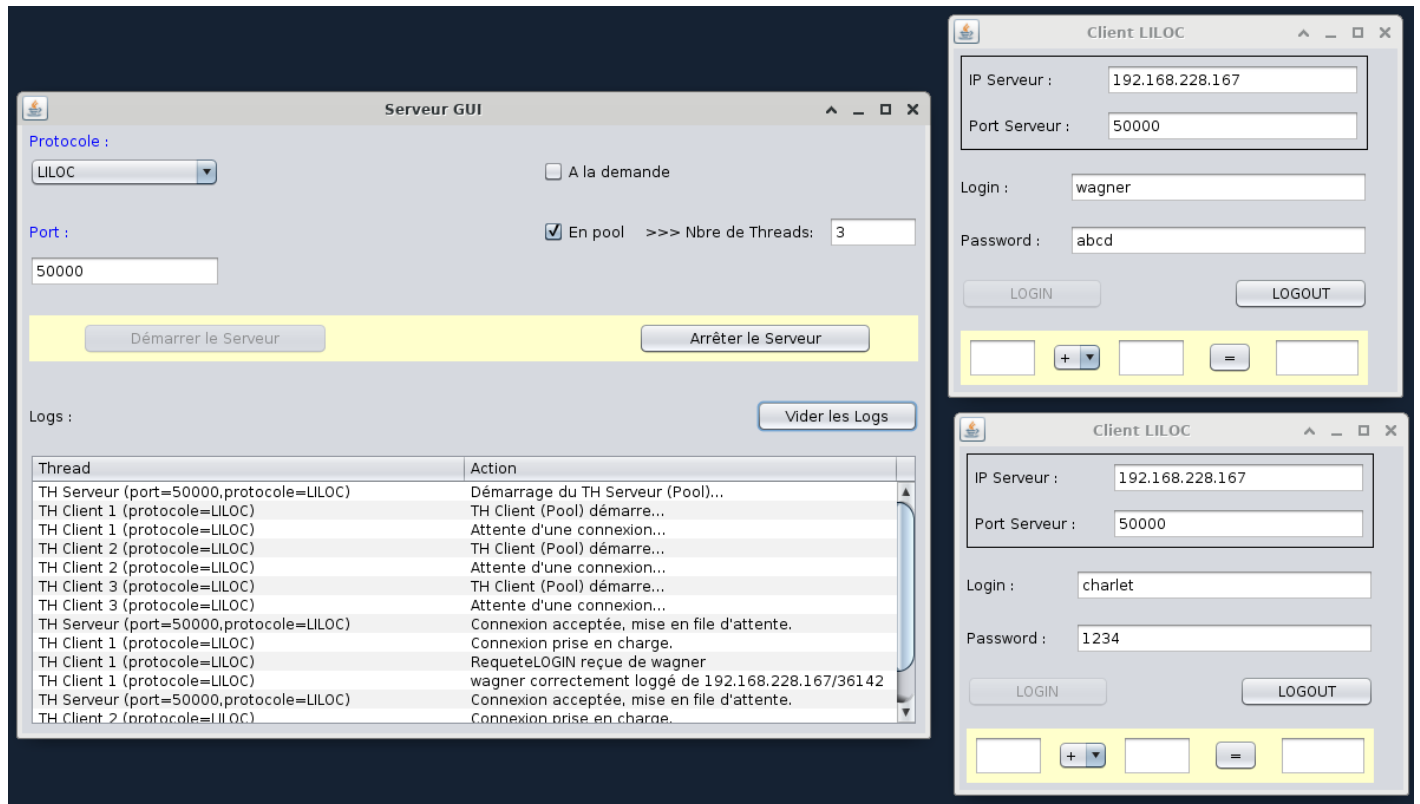 Serveur GUI
Protocole :
LILOC
A la demande
Port :
En pool >>> Nbre de Threads: 3
50000
Démarrer le Serveur Arrêter le Serveur
Logs : Vider les Logs
Thread Action
TH Serveur (port=50000,protocole=LILOC) Démarrage du TH Serveur (Pool)...
TH Client 1 (protocole=LILOC) TH Client (Pool) démarre...
TH Client 1 (protocole=LILOC) Attente d'une connexion...
TH Client 2 (protocole=LILOC) TH Client (Pool) démarre...
TH Client 2 (protocole=LILOC) Attente d'une connexion...
TH Client 3 (protocole=LILOC) TH Client (Pool) démarre...
TH Client 3 (protocole=LILOC) Attente d'une connexion...
TH Serveur (port=50000,protocole=LILOC) Connexion acceptée, mise en file d'attente.
TH Client 1 (protocole=LILOC) Connexion prise en charge.
TH Client 1 (protocole=LILOC) RequeteLOGIN reçue de wagner
TH Client 1 (protocole=LILOC) wagner correctement loggé de 192.168.228.167/36142
TH Serveur (port=50000,protocole=LILOC) Connexion acceptée, mise en file d'attente.
TH Client 2 (protocole=LILOC) Connexion prise en charge.
Client LILOC
IP Serveur : 192.168.228.167
Port Serveur : 50000
Login : wagner
Password : abcd
LOGIN LOGOUT
+ =
Client LILOC
IP Serveur : 192.168.228.167
Port Serveur : 50000
Login : charlet
Password : 1234
LOGIN LOGOUT
+ =